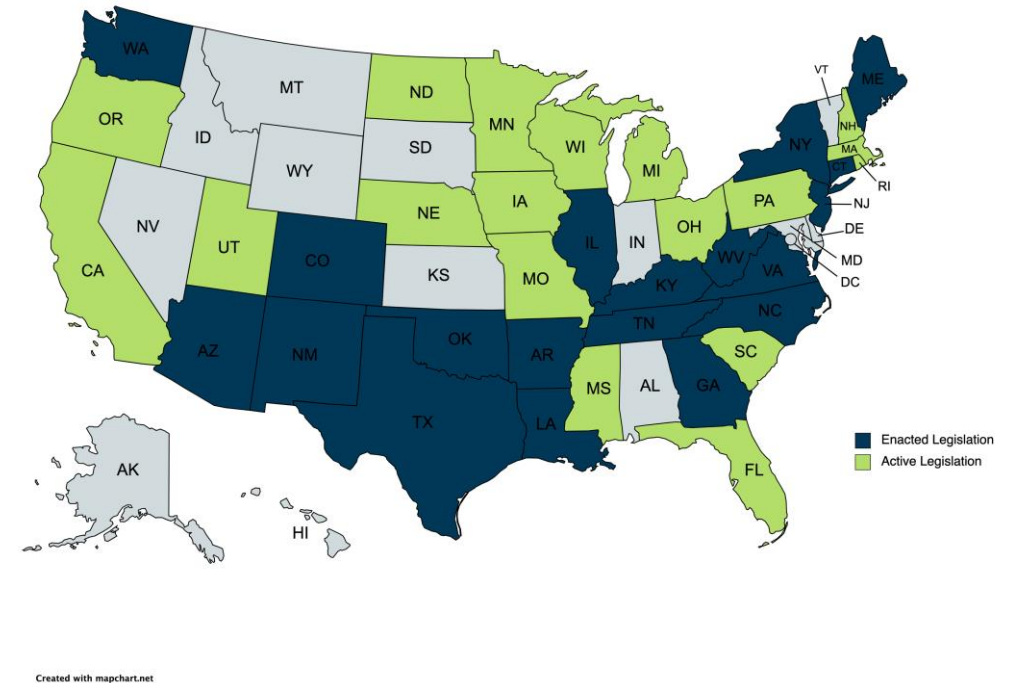 WA
MT
ND
MN
VT
ME
OR
ID
SD
WI
MI
NY
NH
MA
CT
RI
WY
NE
IA
PA
NJ
NV
UT
CO
KS
MO
IL
IN
OH
DE
MD
DC
CA
WV
VA
KY
NC
TN
AZ
NM
OK
AR
SC
MS
AL
GA
TX
LA
FL
AK
HI
Enacted Legislation
Active Legislation
Created with mapchart.net